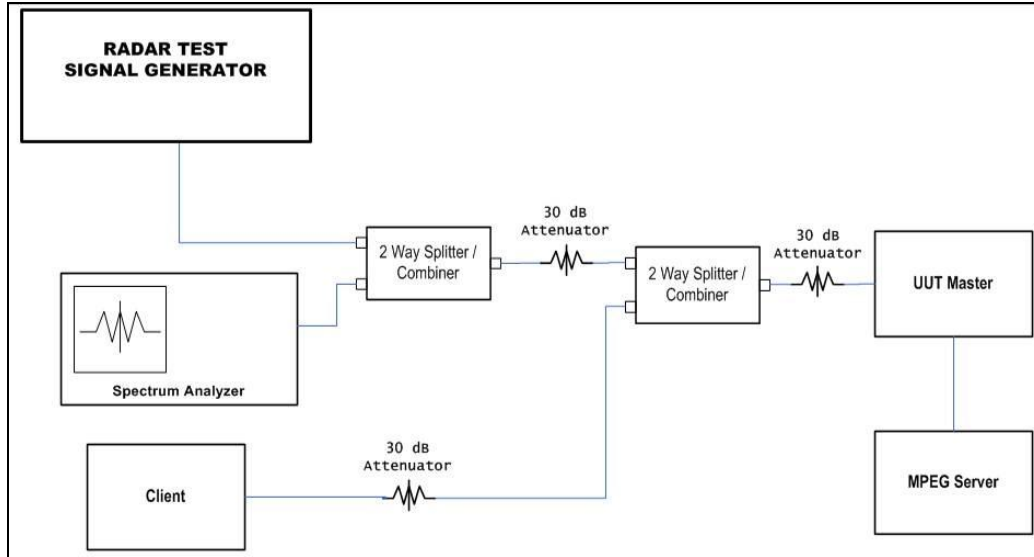 RADAR TEST
SIGNAL GENERATOR
30 dB
Attenuator
30 dB
Attenuator
2 Way Splitter /
Combiner
2 Way Splitter /
Combiner
UUT Master
Spectrum Analyzer
30 dB
Attenuator
Client
MPEG Server